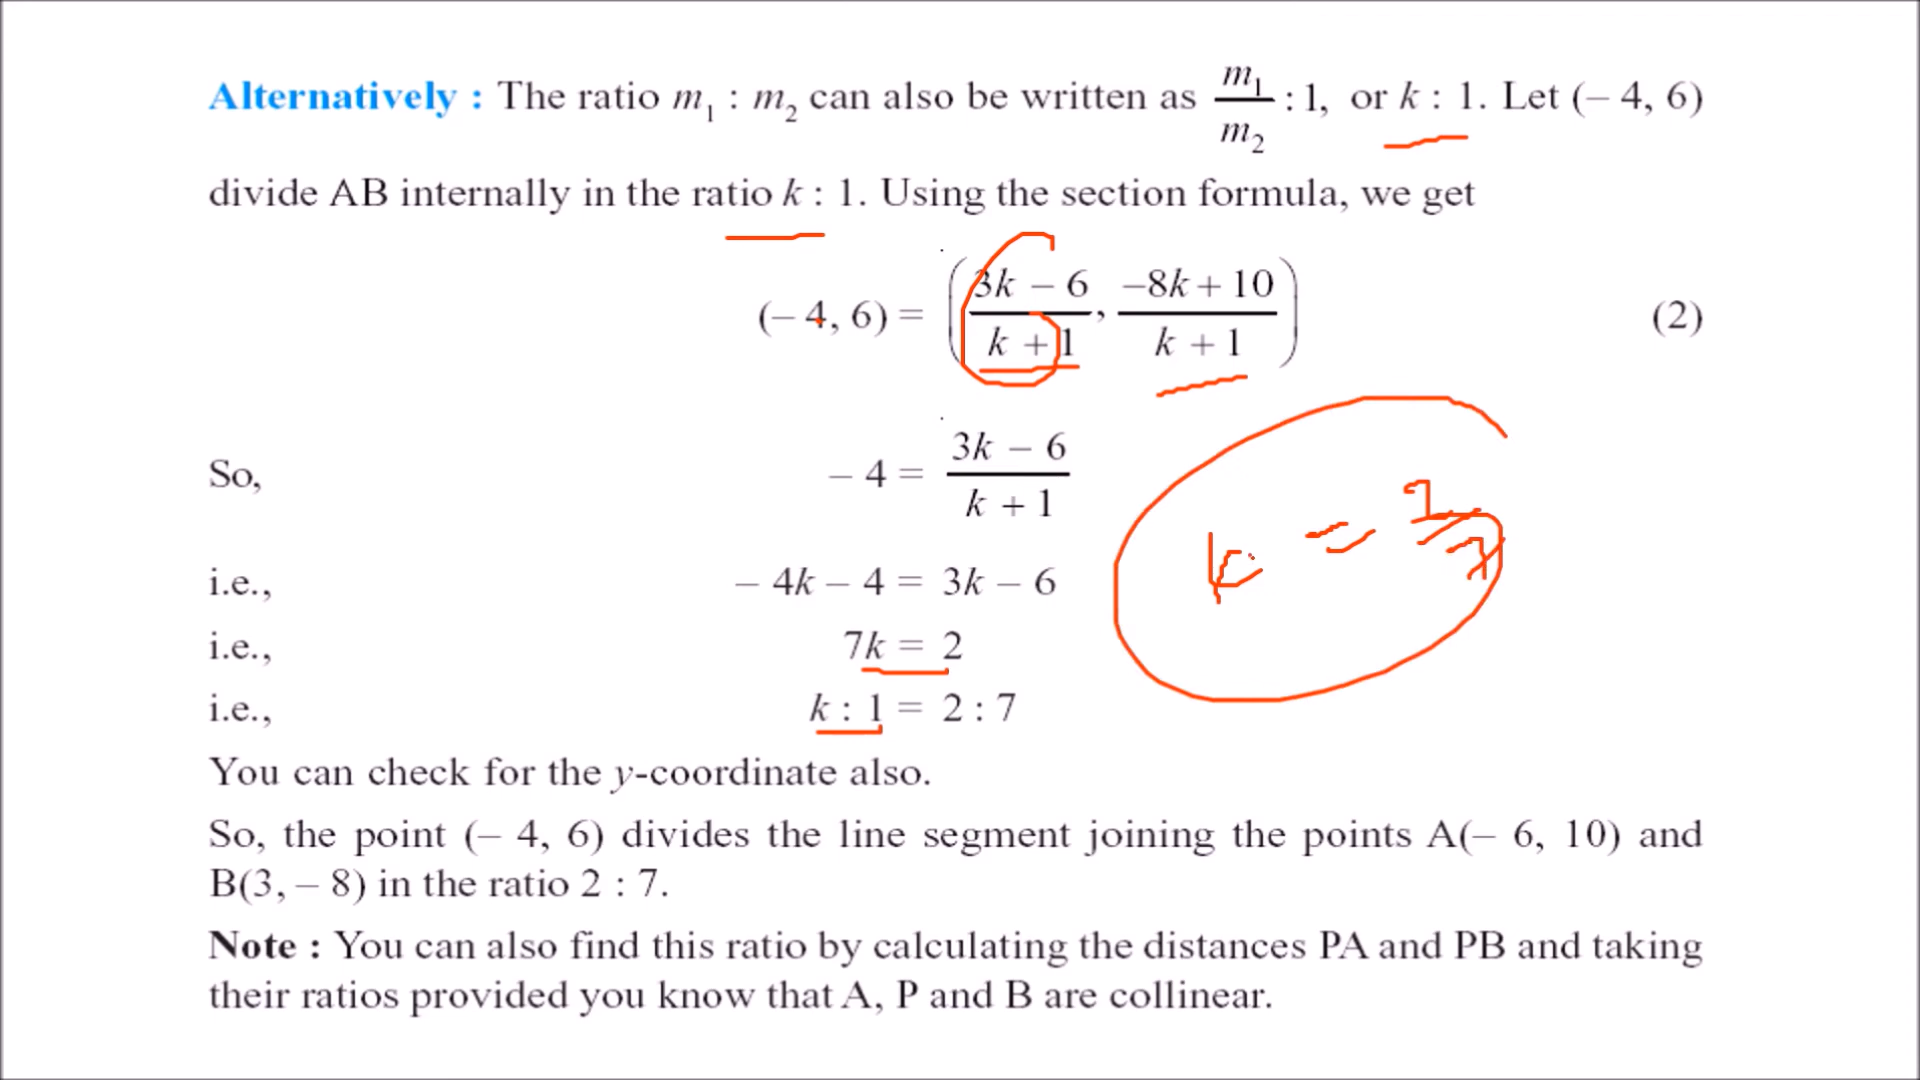 Alternatively : The ratio m₁ : m₂ can also be written as m₁/m₂ : 1, or k : 1. Let (– 4, 6)
divide AB internally in the ratio k : 1. Using the section formula, we get
(– 4, 6) = ((3k – 6)/(k + 1), (–8k + 10)/(k + 1)) (2)
So, – 4 = (3k – 6)/(k + 1)
k = 2/7
i.e., – 4k – 4 = 3k – 6
i.e., 7k = 2
i.e., k : 1 = 2 : 7
You can check for the y-coordinate also.
So, the point (– 4, 6) divides the line segment joining the points A(– 6, 10) and
B(3, – 8) in the ratio 2 : 7.
Note : You can also find this ratio by calculating the distances PA and PB and taking
their ratios provided you know that A, P and B are collinear.